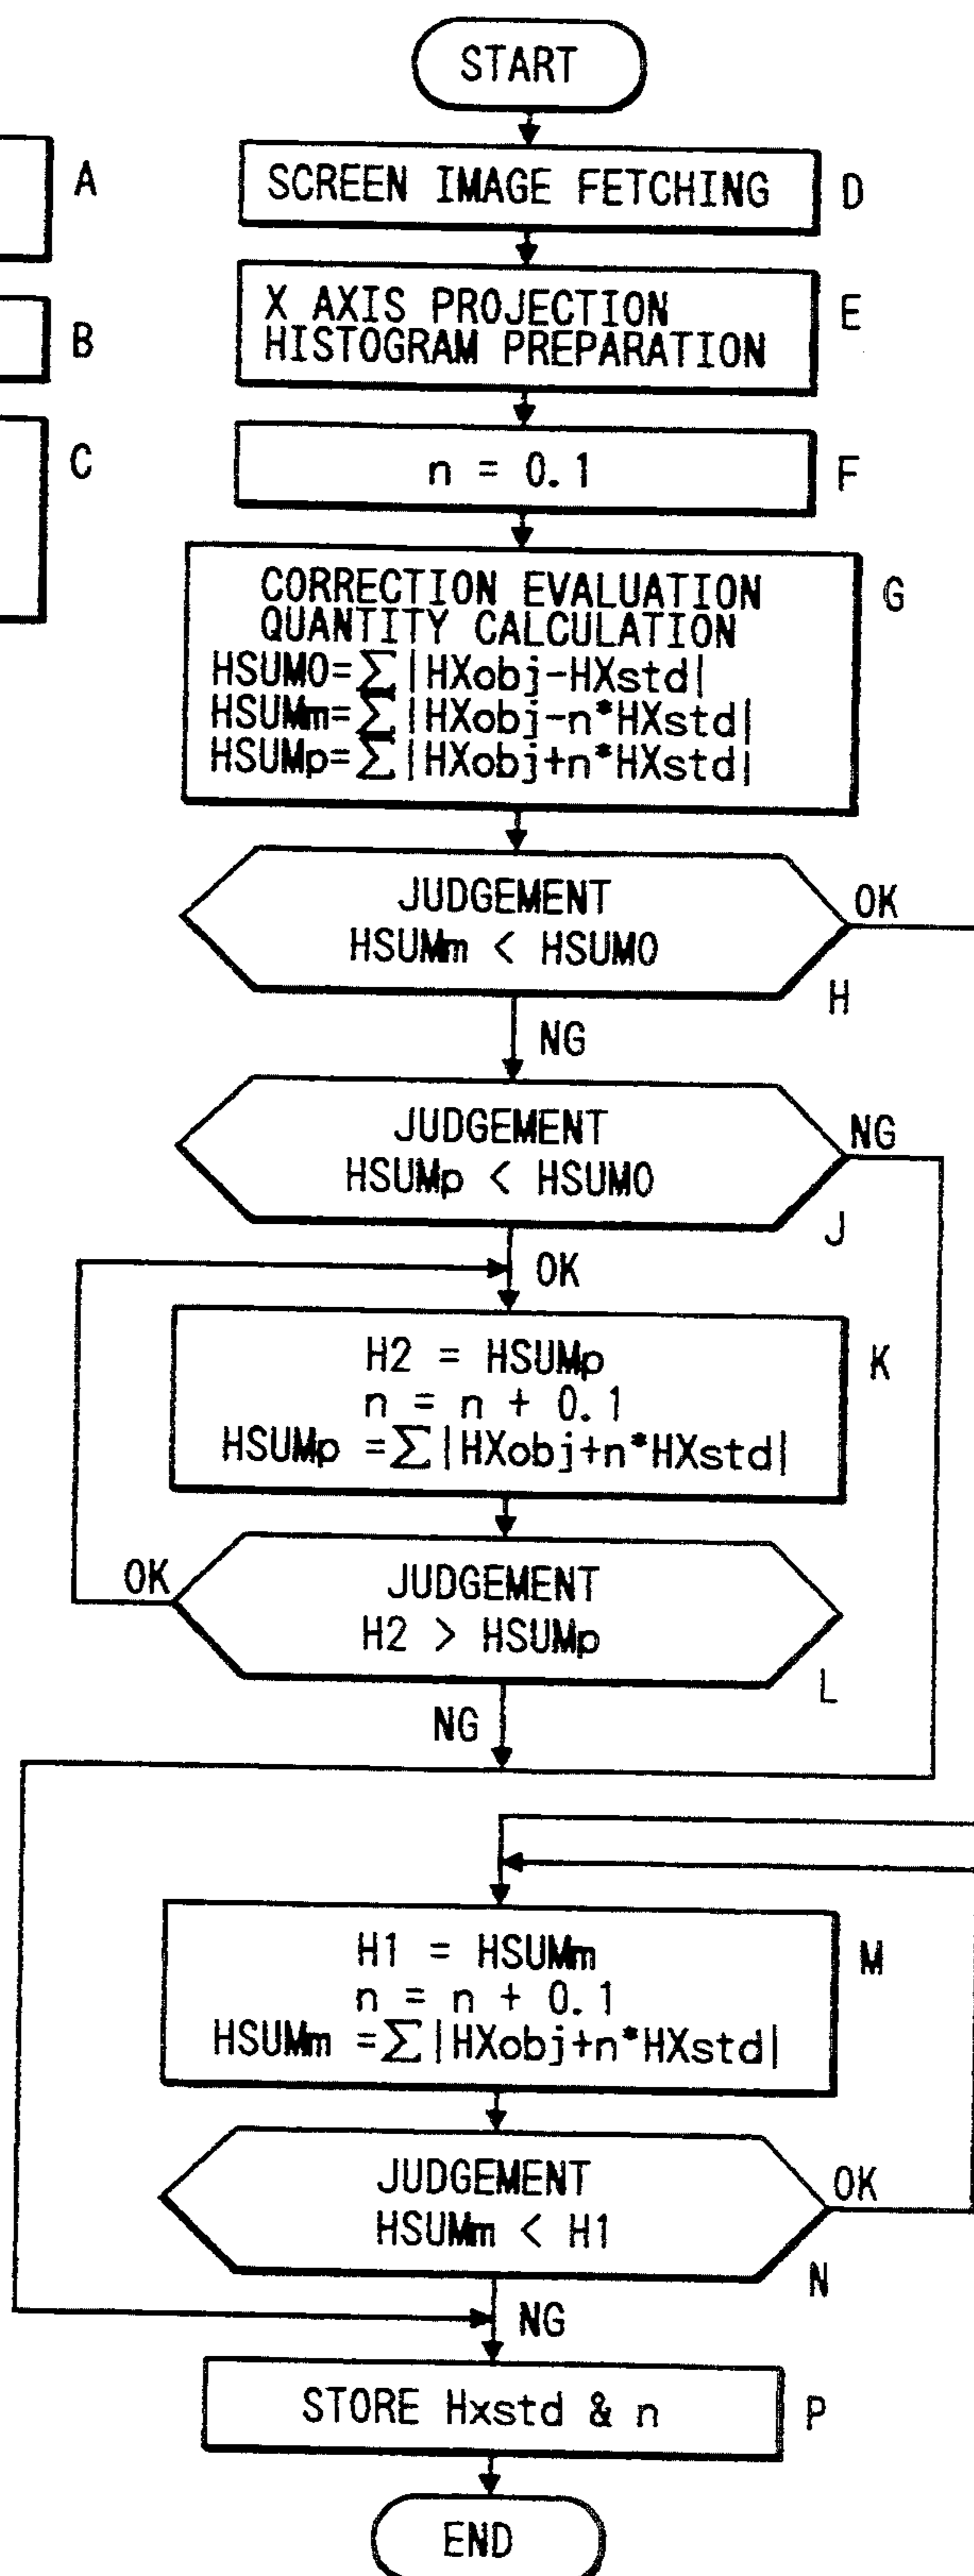 START
A
SCREEN IMAGE FETCHING
D
X AXIS PROJECTION
HISTOGRAM PREPARATION
E
B
n = 0.1
F
C
CORRECTION EVALUATION
QUANTITY CALCULATION
HSUM0=∑|HXobj-HXstd|
HSUMm=∑|HXobj-n*HXstd|
HSUMp=∑|HXobj+n*HXstd|
G
JUDGEMENT
HSUMm < HSUM0
OK
H
NG
JUDGEMENT
HSUMp < HSUM0
NG
J
OK
H2 = HSUMp
n = n + 0.1
HSUMp =∑|HXobj+n*HXstd|
K
OK
JUDGEMENT
H2 > HSUMp
L
NG
H1 = HSUMm
n = n + 0.1
HSUMm =∑|HXobj+n*HXstd|
M
JUDGEMENT
HSUMm < H1
OK
N
NG
STORE Hxstd & n
P
END